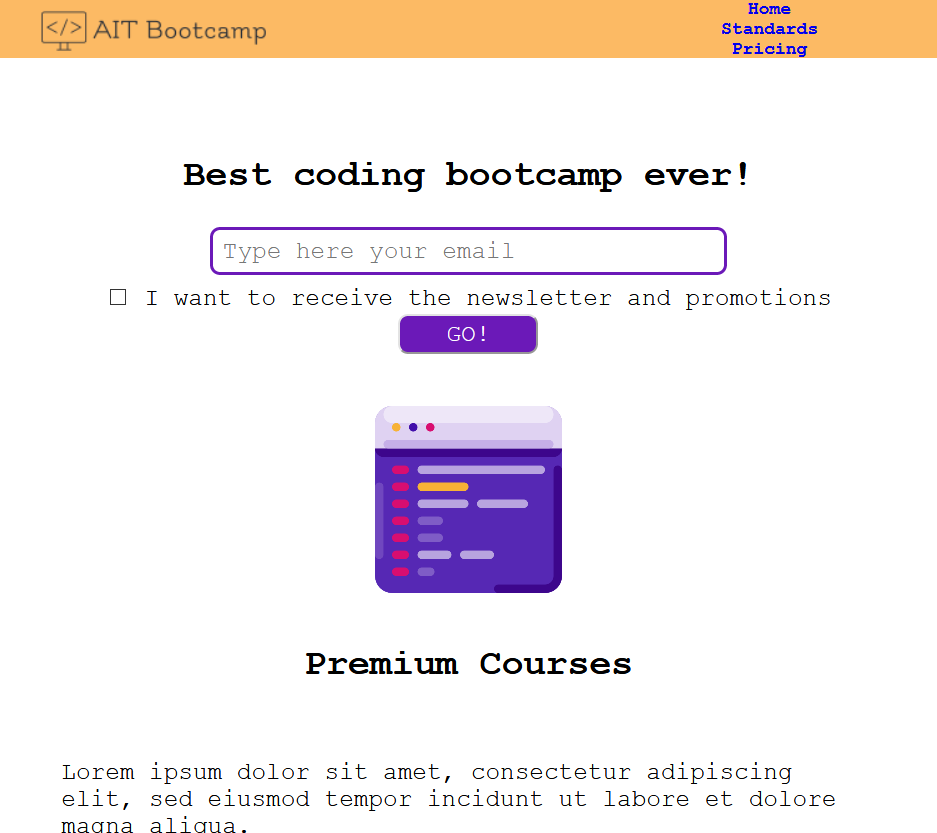 </> AIT Bootcamp
Home
Standards
Pricing
Best coding bootcamp ever!
Type here your email
I want to receive the newsletter and promotions
GO!
Premium Courses
Lorem ipsum dolor sit amet, consectetur adipiscing
elit, sed eiusmod tempor incidunt ut labore et dolore
magna aliqua.